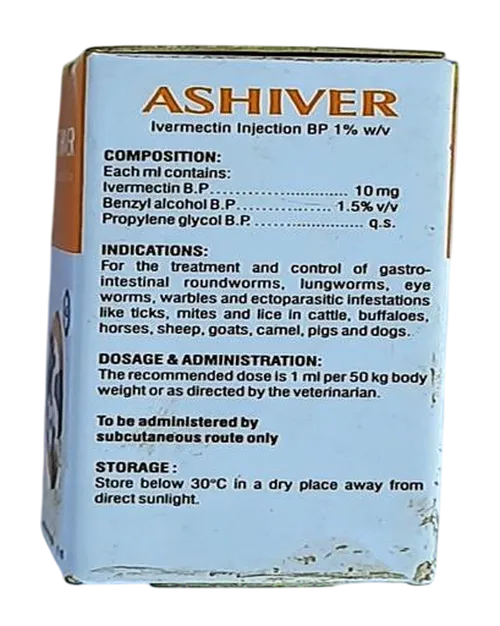 ASHIVER
Ivermectin Injection BP 1% w/v
COMPOSITION:
Each ml contains:
Ivermectin B.P............................ 10 mg
Benzyl alcohol B.P.................... 1.5% v/v
Propylene glycol B.P....................... q.s.
INDICATIONS:
For the treatment and control of gastro-
intestinal roundworms, lungworms, eye
worms, warbles and ectoparasitic infestations
like ticks, mites and lice in cattle, buffaloes,
horses, sheep, goats, camel, pigs and dogs.
DOSAGE & ADMINISTRATION:
The recommended dose is 1 ml per 50 kg body
weight or as directed by the veterinarian.
To be administered by
subcutaneous route only
STORAGE:
Store below 30°C in a dry place away from
direct sunlight.